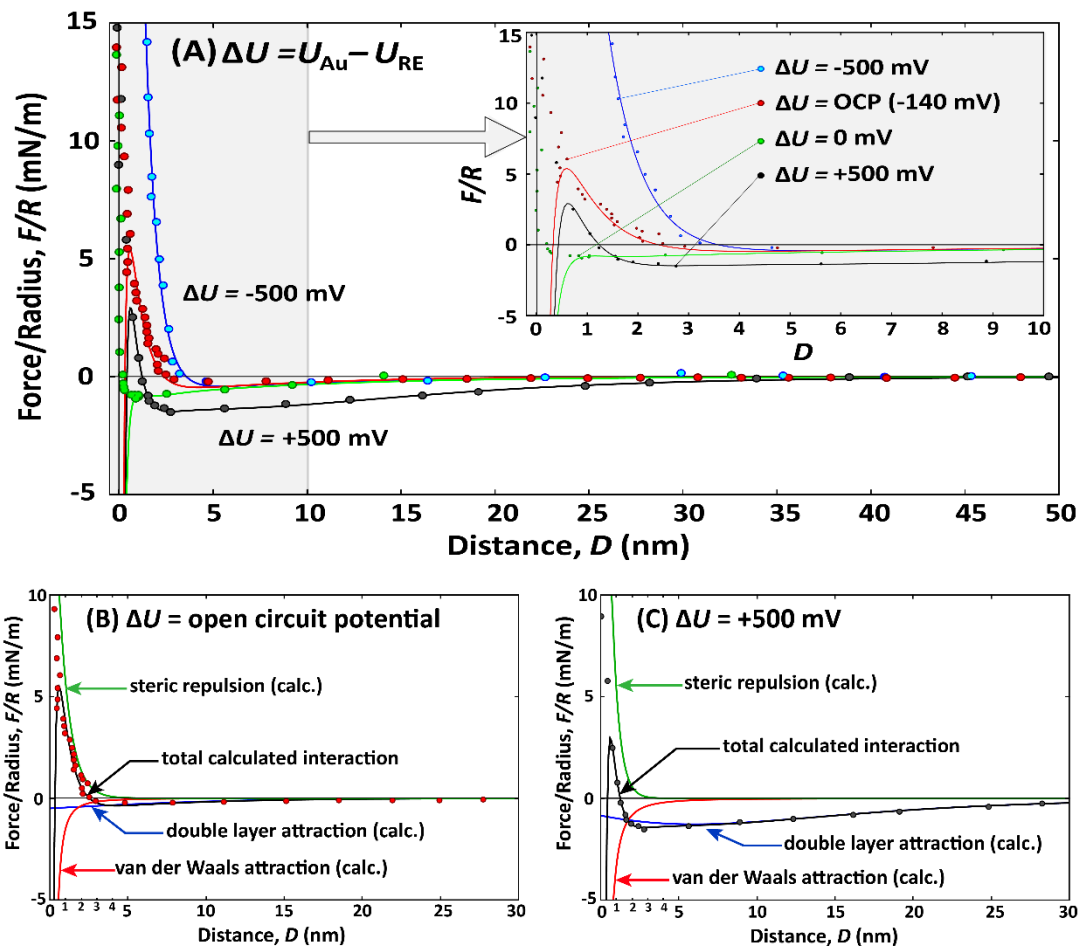 (A) ΔU = U_Au − U_RE
Force/Radius, F/R (mN/m)
15
10
5
0
-5
ΔU = -500 mV
ΔU = +500 mV
0 5 10 15 20 25 30 35 40 45 50
Distance, D (nm)
F/R
15
10
5
0
-5
ΔU = -500 mV
ΔU = OCP (-140 mV)
ΔU = 0 mV
ΔU = +500 mV
0 1 2 3 4 5 6 7 8 9 10
D
(B) ΔU = open circuit potential
Force/Radius, F/R (mN/m)
10
5
0
-5
steric repulsion (calc.)
total calculated interaction
double layer attraction (calc.)
van der Waals attraction (calc.)
1 2 3 4 5 10 15 20 25 30
Distance, D (nm)
(C) ΔU = +500 mV
Force/Radius, F/R (mN/m)
10
5
0
-5
steric repulsion (calc.)
total calculated interaction
double layer attraction (calc.)
van der Waals attraction (calc.)
1 2 3 4 5 10 15 20 25 30
Distance, D (nm)